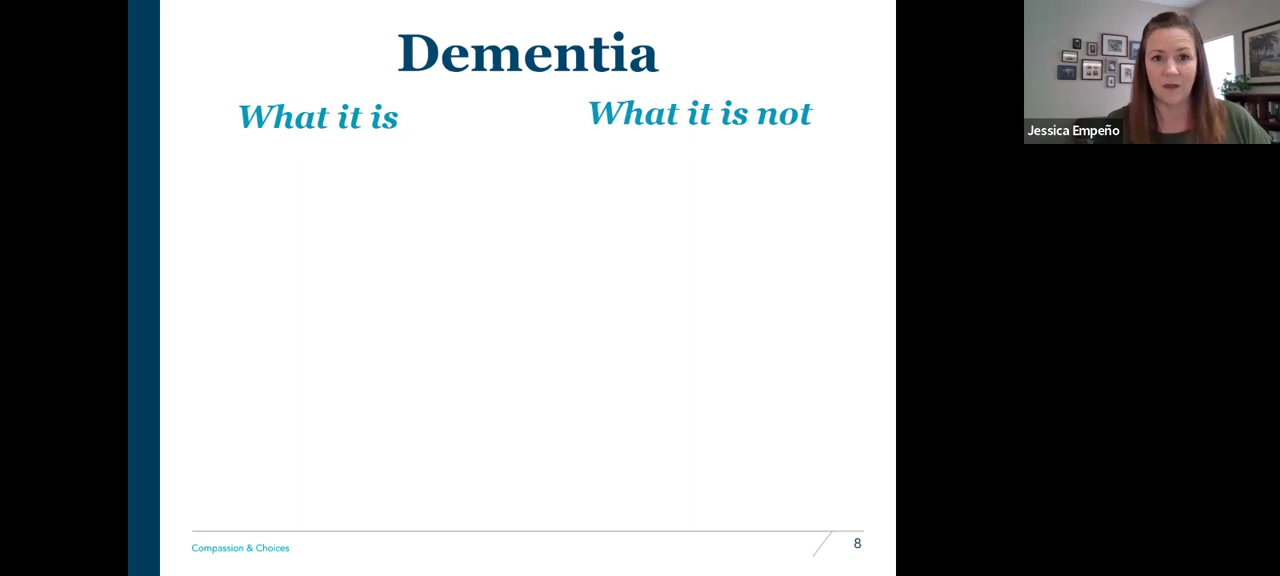 Dementia
What it is
What it is not
Jessica Empeño
Compassion & Choices
8